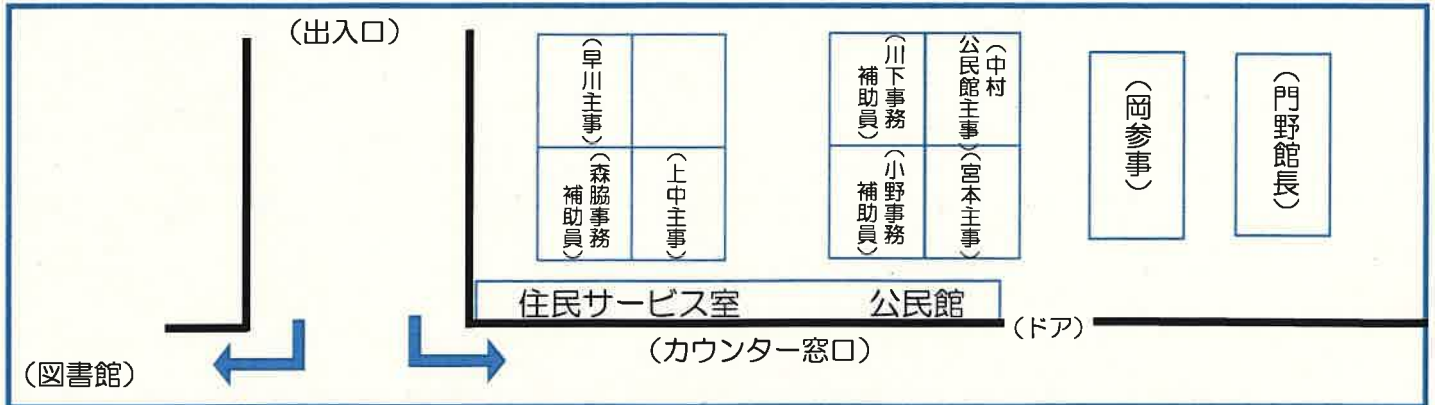 （出入口）
（早川主事）
（森脇事務
補助員）
（上中主事）
（川下事務
補助員）
（中村
公民館主事）
（小野事務
補助員）
（宮本主事）
（岡参事）
（門野館長）
住民サービス室
公民館
（ドア）
（カウンター窓口）
（図書館）